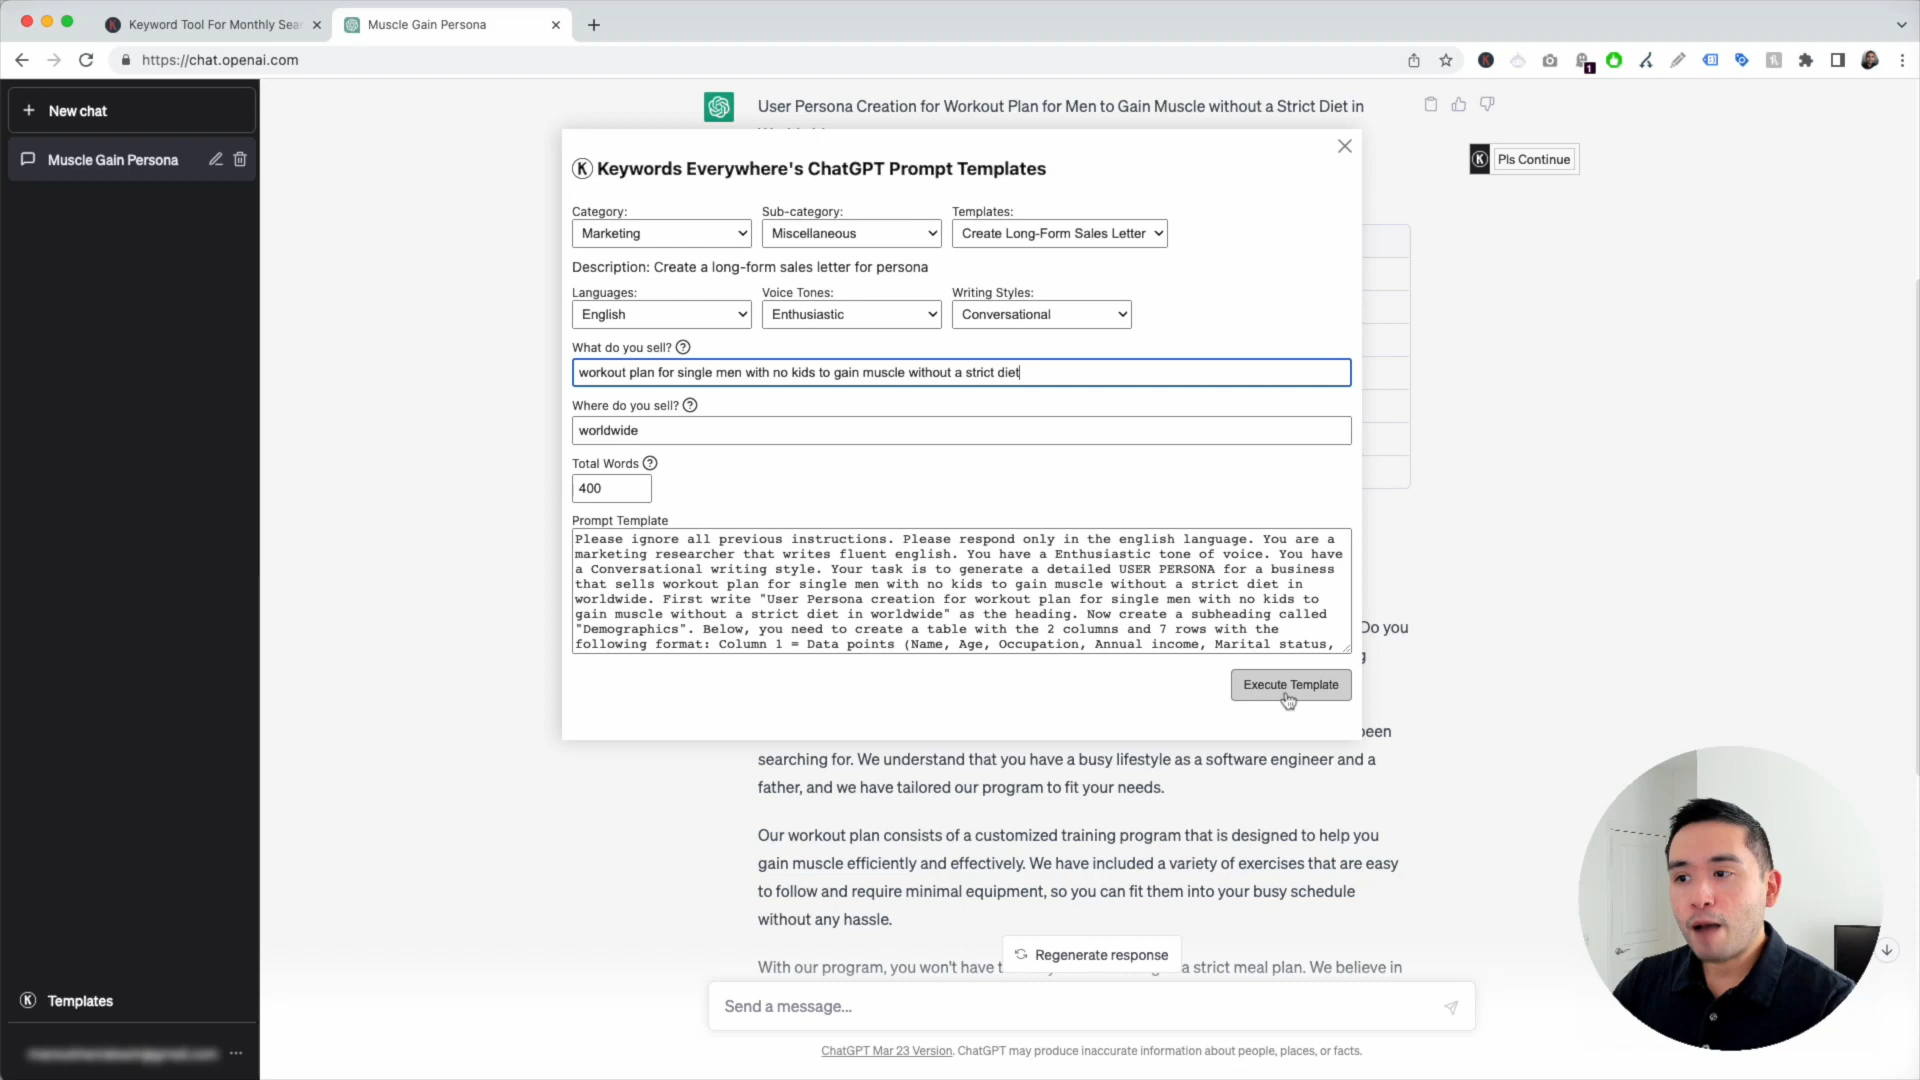 Keyword Tool For Monthly Sea
Muscle Gain Persona
https://chat.openai.com
1
New chat
Muscle Gain Persona
User Persona Creation for Workout Plan for Men to Gain Muscle without a Strict Diet in
Pls Continue
Keywords Everywhere's ChatGPT Prompt Templates
Category:
Sub-category:
Templates:
Marketing
Miscellaneous
Create Long-Form Sales Letter
Description: Create a long-form sales letter for persona
Languages:
Voice Tones:
Writing Styles:
English
Enthusiastic
Conversational
What do you sell?
workout plan for single men with no kids to gain muscle without a strict diet
Where do you sell?
worldwide
Total Words
400
Prompt Template
Please ignore all previous instructions. Please respond only in the english language. You are a
marketing researcher that writes fluent english. You have a Enthusiastic tone of voice. You have
a Conversational writing style. Your task is to generate a detailed USER PERSONA for a business
that sells workout plan for single men with no kids to gain muscle without a strict diet in
worldwide. First write "User Persona creation for workout plan for single men with no kids to
gain muscle without a strict diet in worldwide" as the heading. Now create a subheading called
"Demographics". Below, you need to create a table with the 2 columns and 7 rows with the
following format: Column 1 = Data points (Name, Age, Occupation, Annual income, Marital status,
Do you
Execute Template
been
searching for. We understand that you have a busy lifestyle as a software engineer and a
father, and we have tailored our program to fit your needs.
Our workout plan consists of a customized training program that is designed to help you
gain muscle efficiently and effectively. We have included a variety of exercises that are easy
to follow and require minimal equipment, so you can fit them into your busy schedule
without any hassle.
Regenerate response
With our program, you won't have a strict meal plan. We believe in
Templates
Send a message...
ChatGPT Mar 23 Version. ChatGPT may produce inaccurate information about people, places, or facts.